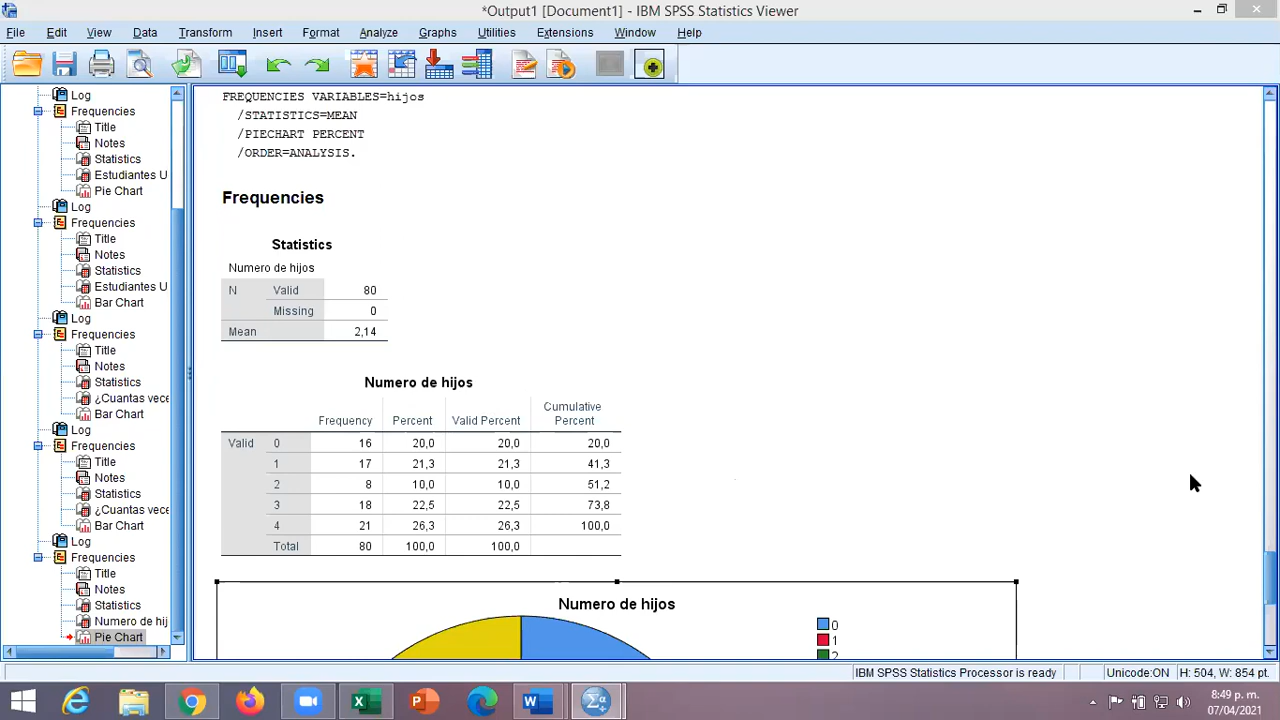 *Output1 [Document1] - IBM SPSS Statistics Viewer
File Edit View Data Transform Insert Format Analyze Graphs Utilities Extensions Window Help
Log
Frequencies
Title
Notes
Statistics
Estudiantes U
Pie Chart
Log
Frequencies
Title
Notes
Statistics
Estudiantes U
Bar Chart
Log
Frequencies
Title
Notes
Statistics
¿Cuantas vece
Bar Chart
Log
Frequencies
Title
Notes
Statistics
¿Cuantas vece
Bar Chart
Log
Frequencies
Title
Notes
Statistics
Numero de hij
Pie Chart
FREQUENCIES VARIABLES=hijos
/STATISTICS=MEAN
/PIECHART PERCENT
/ORDER=ANALYSIS.
Frequencies
Statistics
Numero de hijos
N Valid 80
Missing 0
Mean 2,14
Numero de hijos
Frequency Percent Valid Percent Cumulative Percent
Valid 0 16 20,0 20,0 20,0
1 17 21,3 21,3 41,3
2 8 10,0 10,0 51,2
3 18 22,5 22,5 73,8
4 21 26,3 26,3 100,0
Total 80 100,0 100,0
Numero de hijos
0
1
2
IBM SPSS Statistics Processor is ready Unicode:ON H: 504, W: 854 pt.
8:49 p. m.
07/04/2021